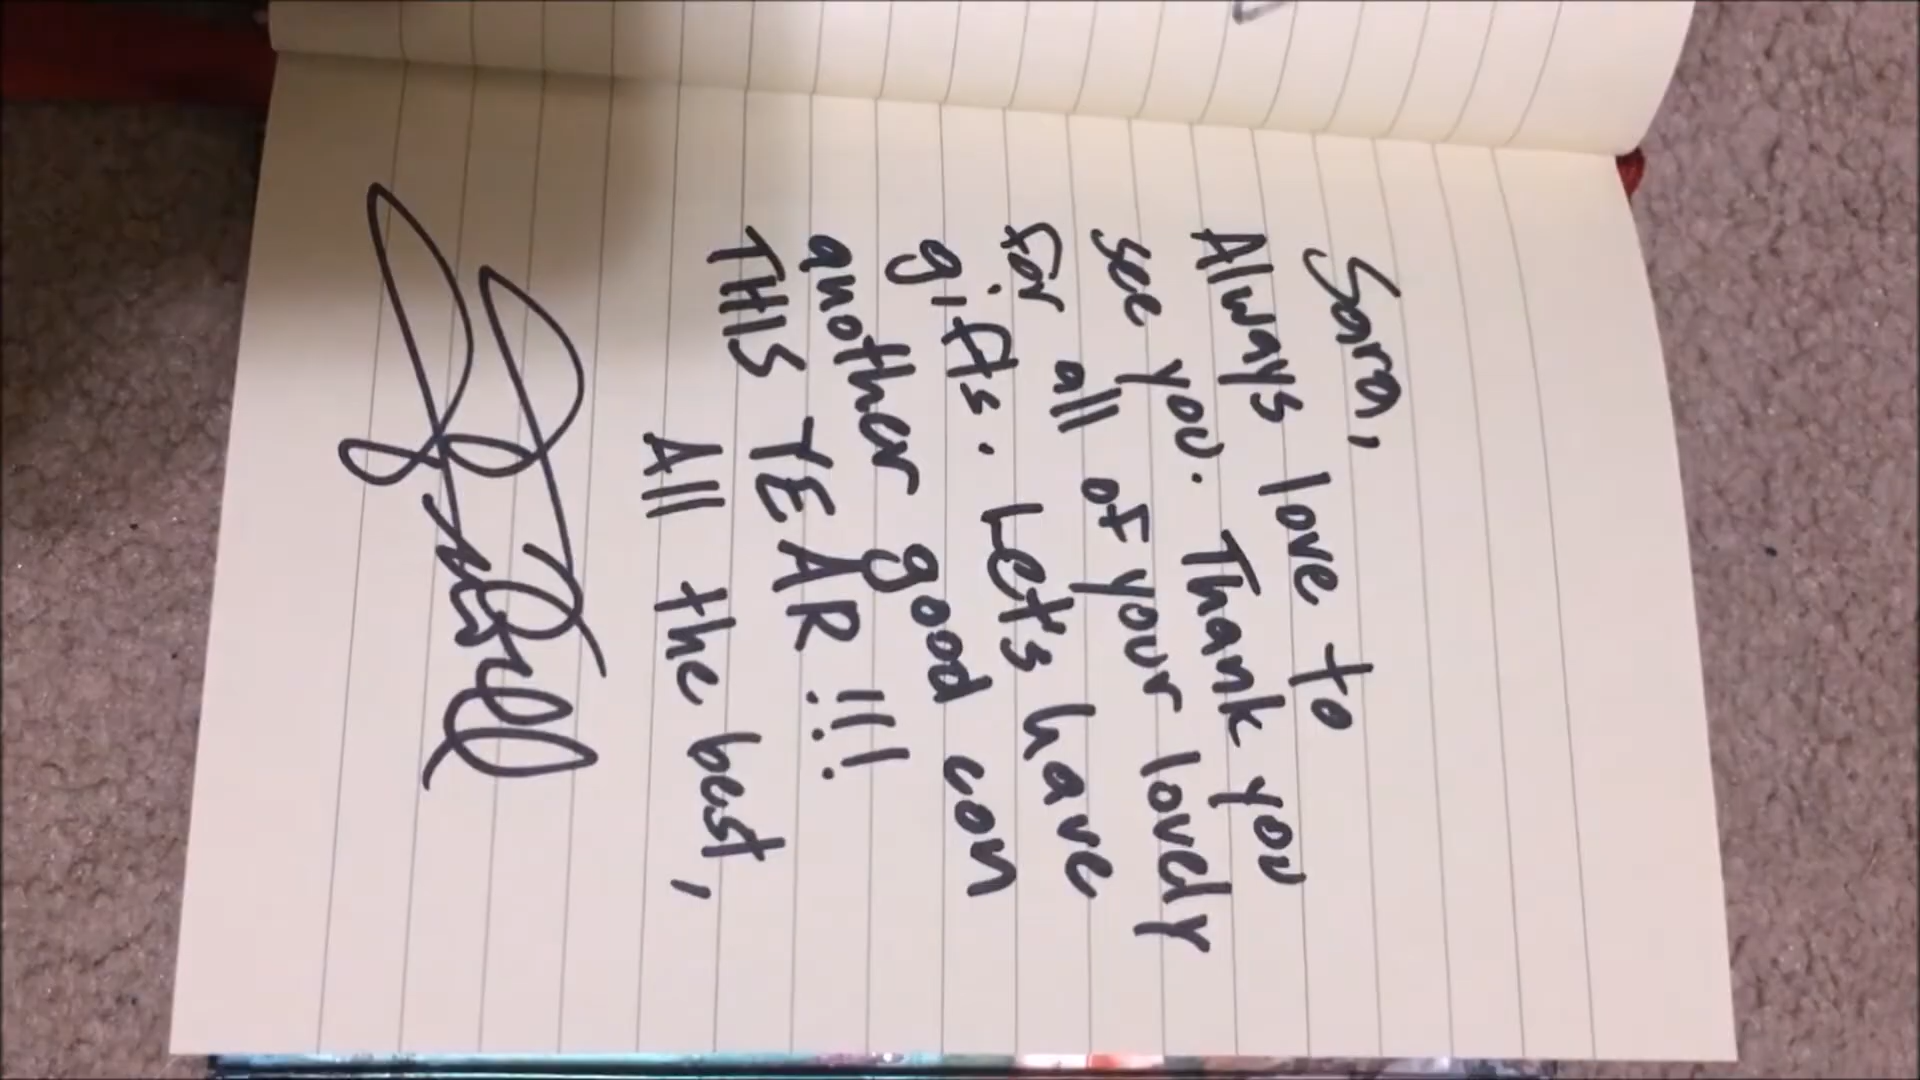 Sara,
Always love to
see you. Thank you
for all of your lovely
gifts. Let's have
another good con
THIS YEAR!!!
All the best,